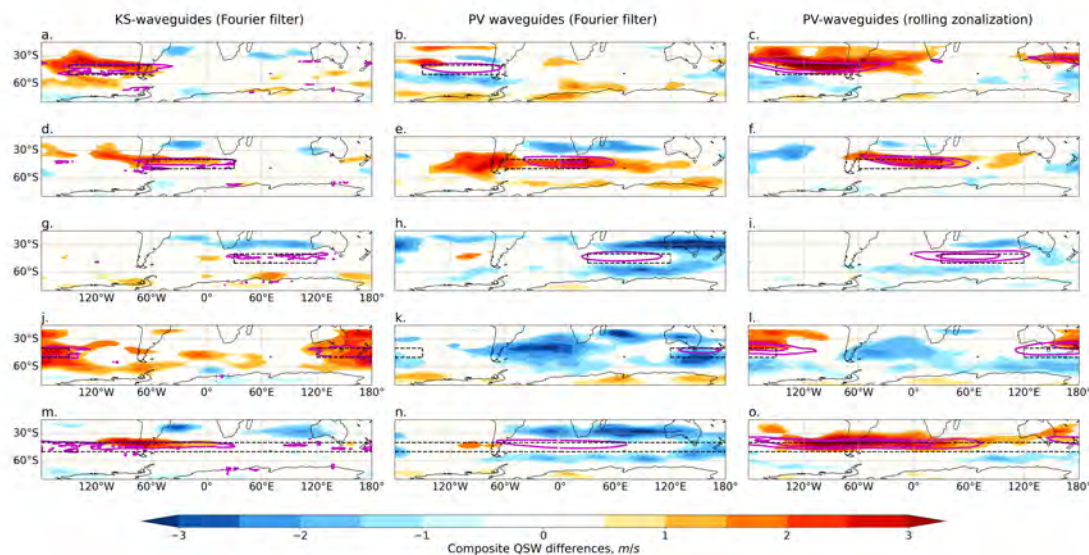 KS-waveguides (Fourier filter) PV waveguides (Fourier filter) PV-waveguides (rolling zonalization)
a. b. c.
30°S
60°S
d. e. f.
30°S
60°S
g. h. i.
30°S
60°S
120°W 60°W 0° 60°E 120°E 180° 120°W 60°W 0° 60°E 120°E 180° 120°W 60°W 0° 60°E 120°E 180°
j. k. l.
30°S
60°S
m. n. o.
30°S
60°S
120°W 60°W 0° 60°E 120°E 180° 120°W 60°W 0° 60°E 120°E 180° 120°W 60°W 0° 60°E 120°E 180°
−3 −2 −1 0 1 2 3
Composite QSW differences, m/s